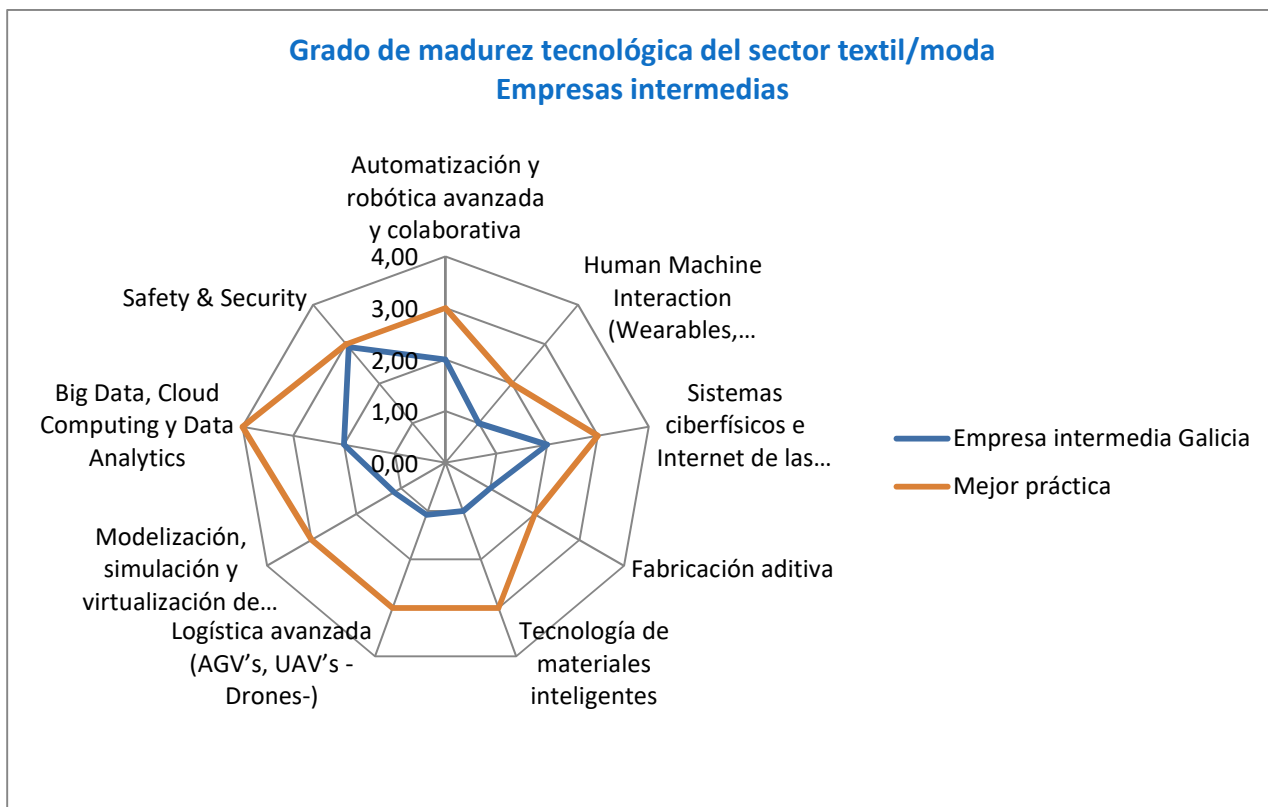 Grado de madurez tecnológica del sector textil/moda
Empresas intermedias
Automatización y
robótica avanzada
y colaborativa
4,00
3,00
2,00
1,00
0,00
Human Machine
Interaction
(Wearables,...
Sistemas
ciberfísicos e
Internet de las...
Fabricación aditiva
Tecnología de
materiales
inteligentes
Logística avanzada
(AGV’s, UAV’s -
Drones-)
Modelización,
simulación y
virtualización de...
Big Data, Cloud
Computing y Data
Analytics
Safety & Security
Empresa intermedia Galicia
Mejor práctica